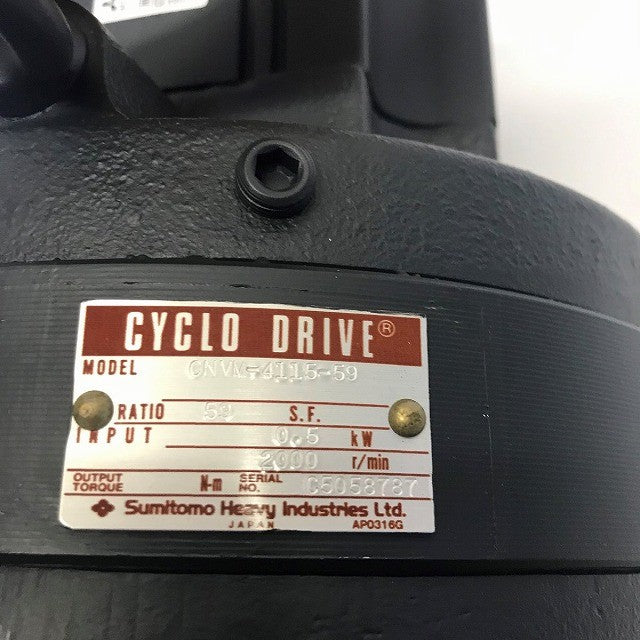 CYCLO DRIVE®
MODEL CNVM-4115-59
RATIO 59 S.F.
INPUT 0.5 kW
2000 r/min
OUTPUT TORQUE N-m SERIAL NO. G5058787
Sumitomo Heavy Industries Ltd.
JAPAN AP0316G